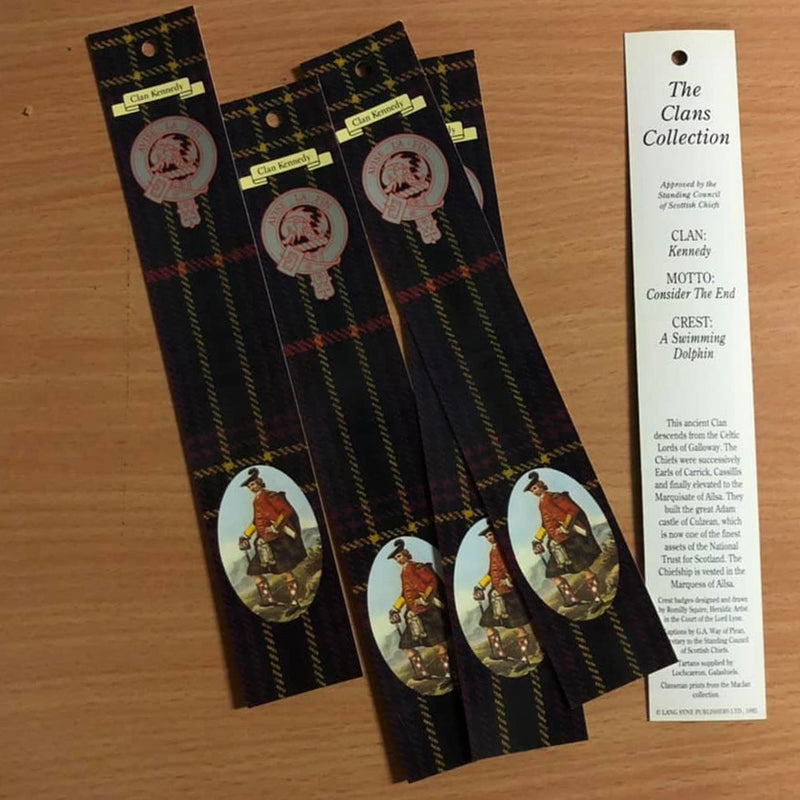 Clan Kennedy
AVISE LA FIN
Clan Kennedy
AVISE LA FIN
Clan Kennedy
AVISE LA FIN
The
Clans
Collection
Approved by the
Standing Council
of Scottish Chiefs
CLAN:
Kennedy
MOTTO:
Consider The End
CREST:
A Swimming
Dolphin
This ancient Clan
descends from the Celtic
Lords of Galloway. The
Chiefs were successively
Earls of Carrick, Cassillis
and finally elevated to the
Marquisate of Ailsa. They
built the great Adam
castle of Culzean, which
is now one of the finest
assets of the National
Trust for Scotland. The
Chiefship is vested in the
Marquess of Ailsa.
Crest badges designed and drawn
by Romilly Squire, Heraldic Artist
in the Court of the Lord Lyon.
aptions by G.A. Way of Plean,
retary to the Standing Council
of Scottish Chiefs.
Tartans supplied by
Lochcarron, Galashiels.
Clansman prints from the MacIan
collection.
© LANG SYNE PUBLISHERS LTD.,